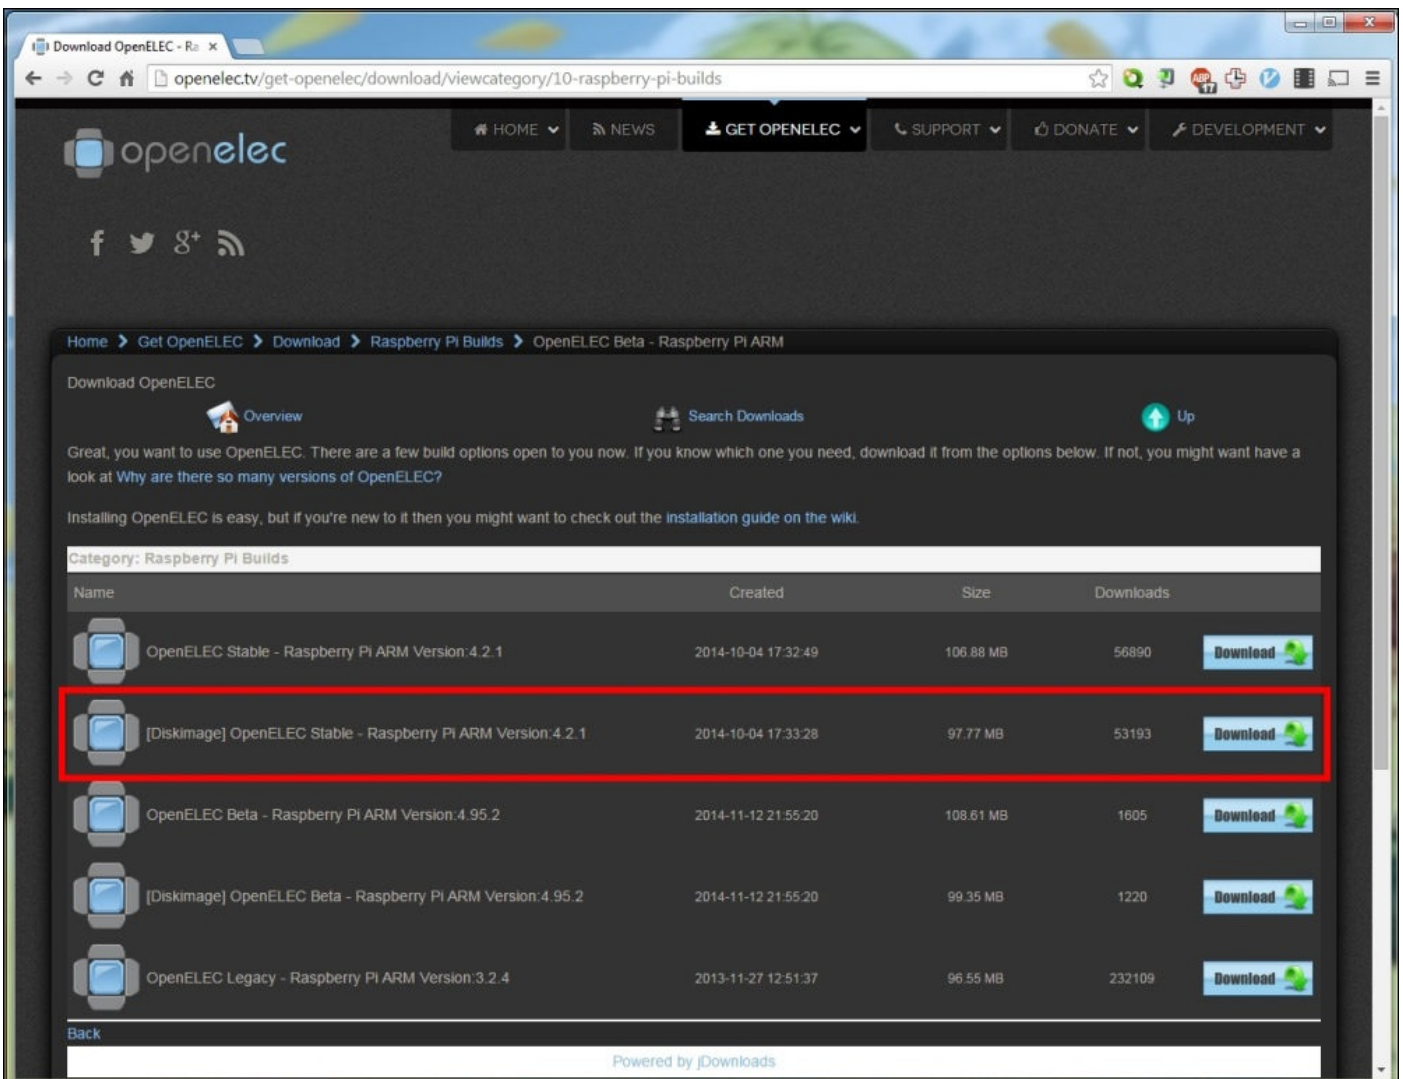 Download OpenELEC - Ra
openelec.tv/get-openelec/download/viewcategory/10-raspberry-pi-builds
ABP
17
openelec
HOME
NEWS
GET OPENELEC
SUPPORT
DONATE
DEVELOPMENT
Home > Get OpenELEC > Download > Raspberry Pi Builds > OpenELEC Beta - Raspberry Pi ARM
Download OpenELEC
Overview
Search Downloads
Up
Great, you want to use OpenELEC. There are a few build options open to you now. If you know which one you need, download it from the options below. If not, you might want have a
look at Why are there so many versions of OpenELEC?
Installing OpenELEC is easy, but if you're new to it then you might want to check out the installation guide on the wiki.
Category: Raspberry Pi Builds
Name Created Size Downloads
OpenELEC Stable - Raspberry Pi ARM Version:4.2.1 2014-10-04 17:32:49 106.88 MB 56890 Download
[Diskimage] OpenELEC Stable - Raspberry Pi ARM Version:4.2.1 2014-10-04 17:33:28 97.77 MB 53193 Download
OpenELEC Beta - Raspberry Pi ARM Version:4.95.2 2014-11-12 21:55:20 108.61 MB 1605 Download
[Diskimage] OpenELEC Beta - Raspberry Pi ARM Version:4.95.2 2014-11-12 21:55:20 99.35 MB 1220 Download
OpenELEC Legacy - Raspberry Pi ARM Version:3.2.4 2013-11-27 12:51:37 96.55 MB 232109 Download
Back
Powered by jDownloads